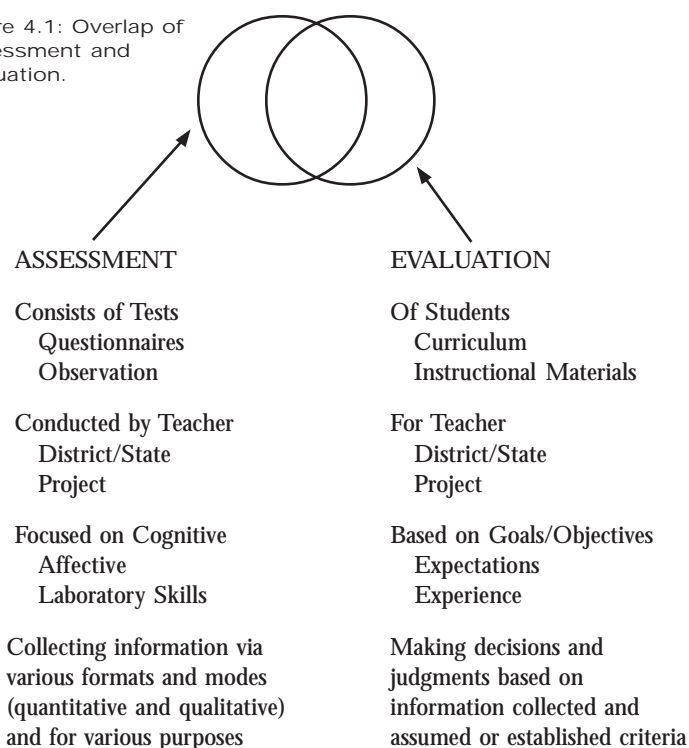 re 4.1: Overlap of
essment and
uation.
ASSESSMENT
Consists of Tests
Questionnaires
Observation
Conducted by Teacher
District/State
Project
Focused on Cognitive
Affective
Laboratory Skills
Collecting information via
various formats and modes
(quantitative and qualitative)
and for various purposes
EVALUATION
Of Students
Curriculum
Instructional Materials
For Teacher
District/State
Project
Based on Goals/Objectives
Expectations
Experience
Making decisions and
judgments based on
information collected and
assumed or established criteria